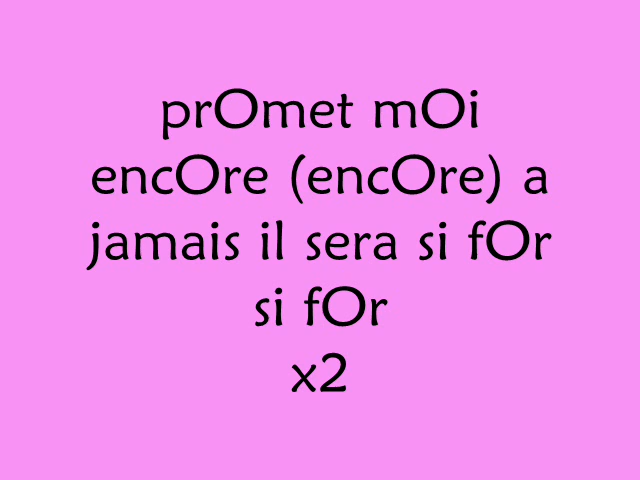 prOmet mOi
encOre (encOre) a
jamais il sera si fOr
si fOr
x2